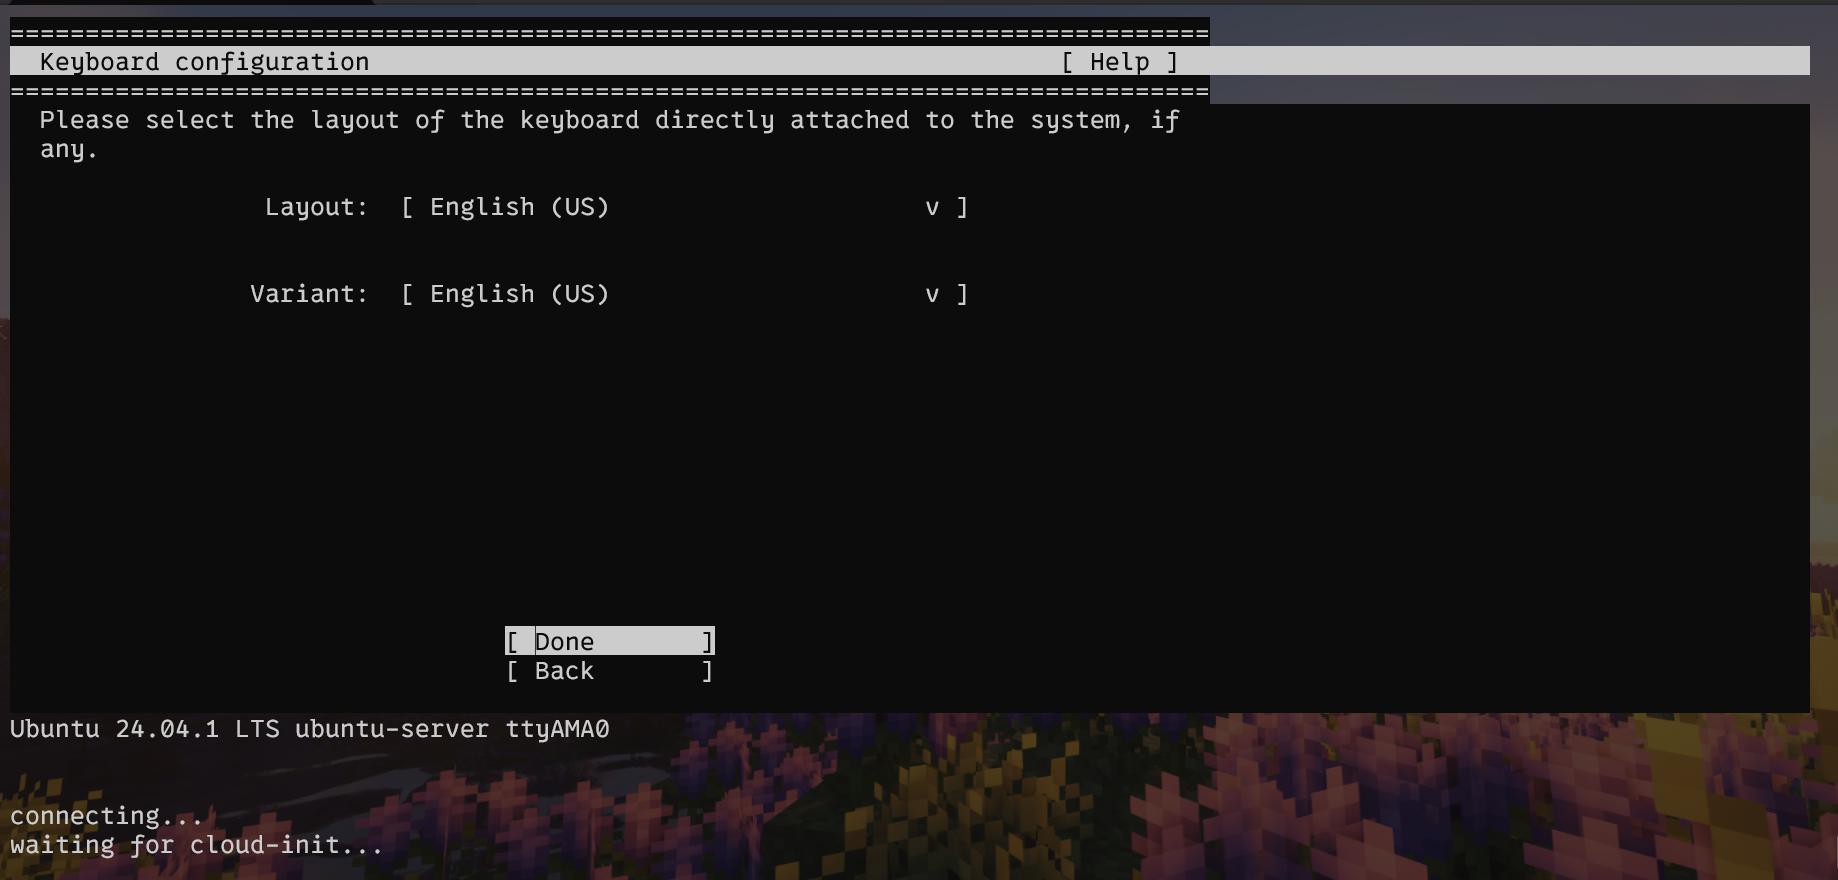 ================================================================================
Keyboard configuration [ Help ]
================================================================================
Please select the layout of the keyboard directly attached to the system, if
any.
Layout: [ English (US) v ]
Variant: [ English (US) v ]
[ Done ]
[ Back ]
Ubuntu 24.04.1 LTS ubuntu-server ttyAMA0
connecting...
waiting for cloud-init...